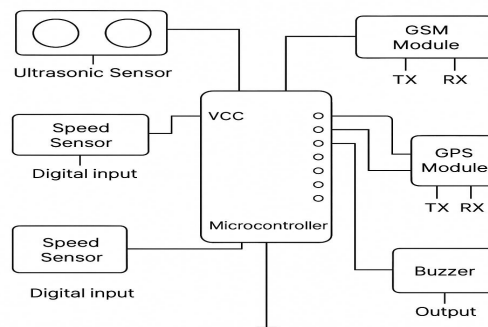 GSM
Module
TX RX
Ultrasonic Sensor
VCC
Speed
Sensor
Digital input
GPS
Module
TX RX
Microcontroller
Speed
Sensor
Digital input
Buzzer
Output